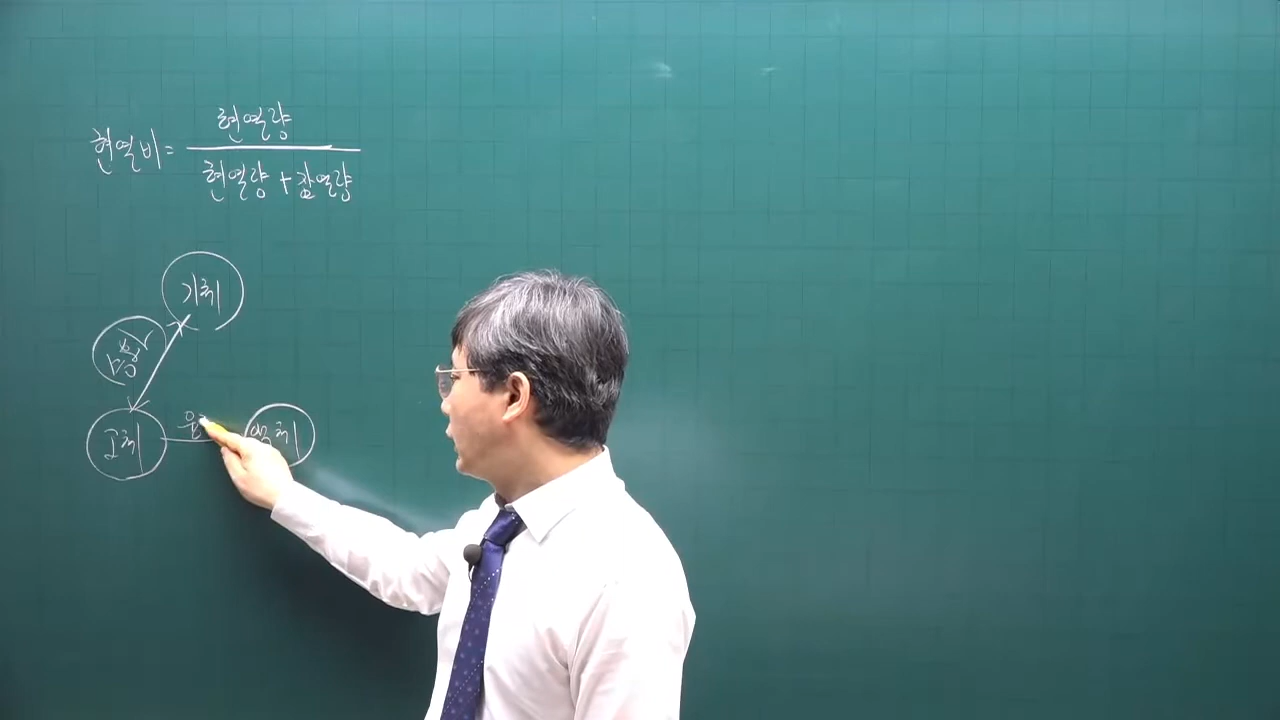 현열비 = 현열량
현열량 + 잠열량
기체
승화
고체
액체